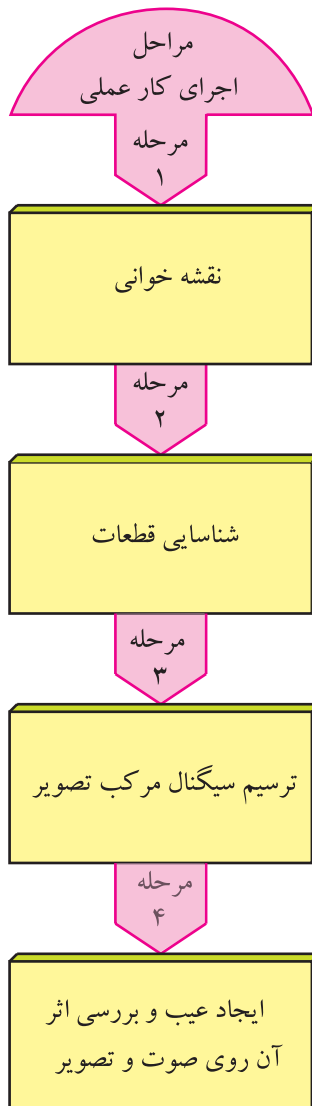 مراحل
اجرای کار عملی
مرحله
۱
نقشه خوانی
مرحله
۲
شناسایی قطعات
مرحله
۳
ترسیم سیگنال مرکب تصویر
مرحله
۴
ایجاد عیب و بررسی اثر
آن روی صوت و تصویر